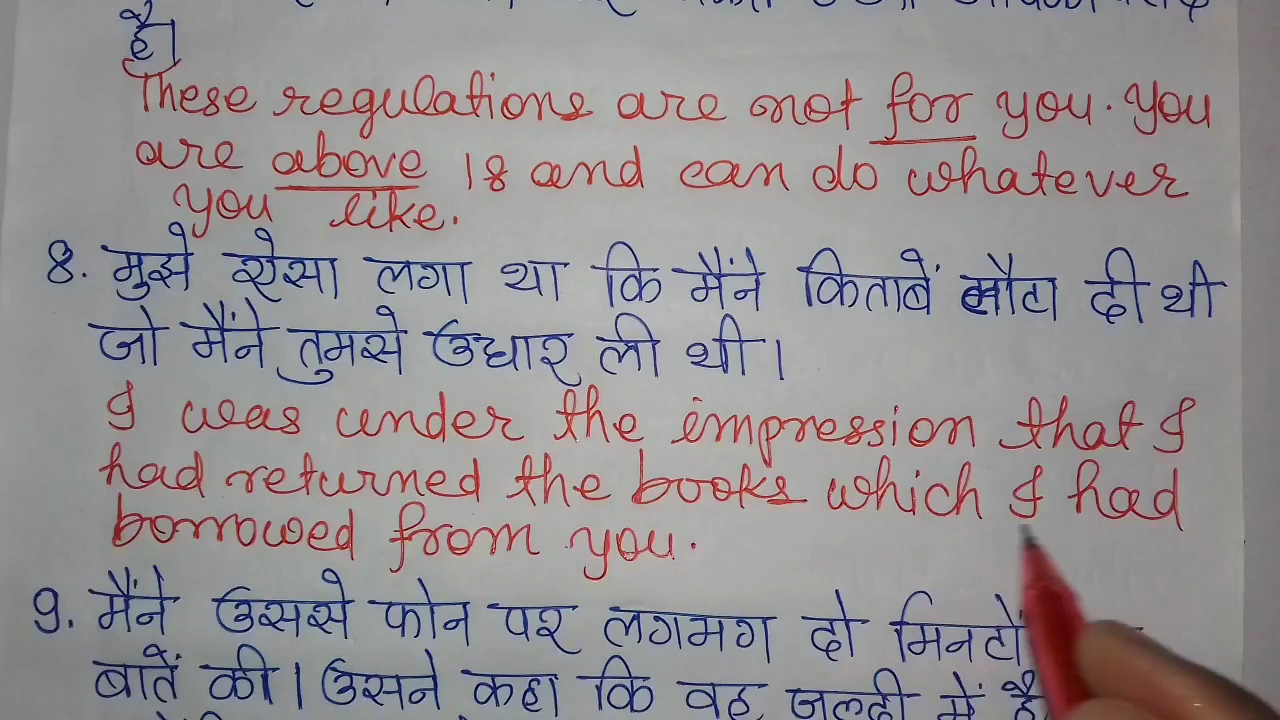 है।
These regulations are not for you. You
are above 18 and can do whatever
you like.
8. मुझे ऐसा लगा था कि मैंने किताबें लौटा दी थी
जो मैंने तुमसे उधार ली थी।
I was under the impression that I
had returned the books which I had
borrowed from you.
9. मैंने उससे फोन पर लगभग दो मिनटों
बातें की। उसने कहा कि वह जल्दी में है